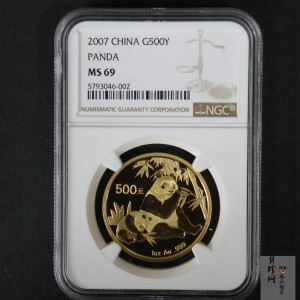 2007 CHINA G500Y
PANDA
MS 69
5793046-002
NUMISMATIC GUARANTY CORPORATION
NGC
500元
1oz Au .999